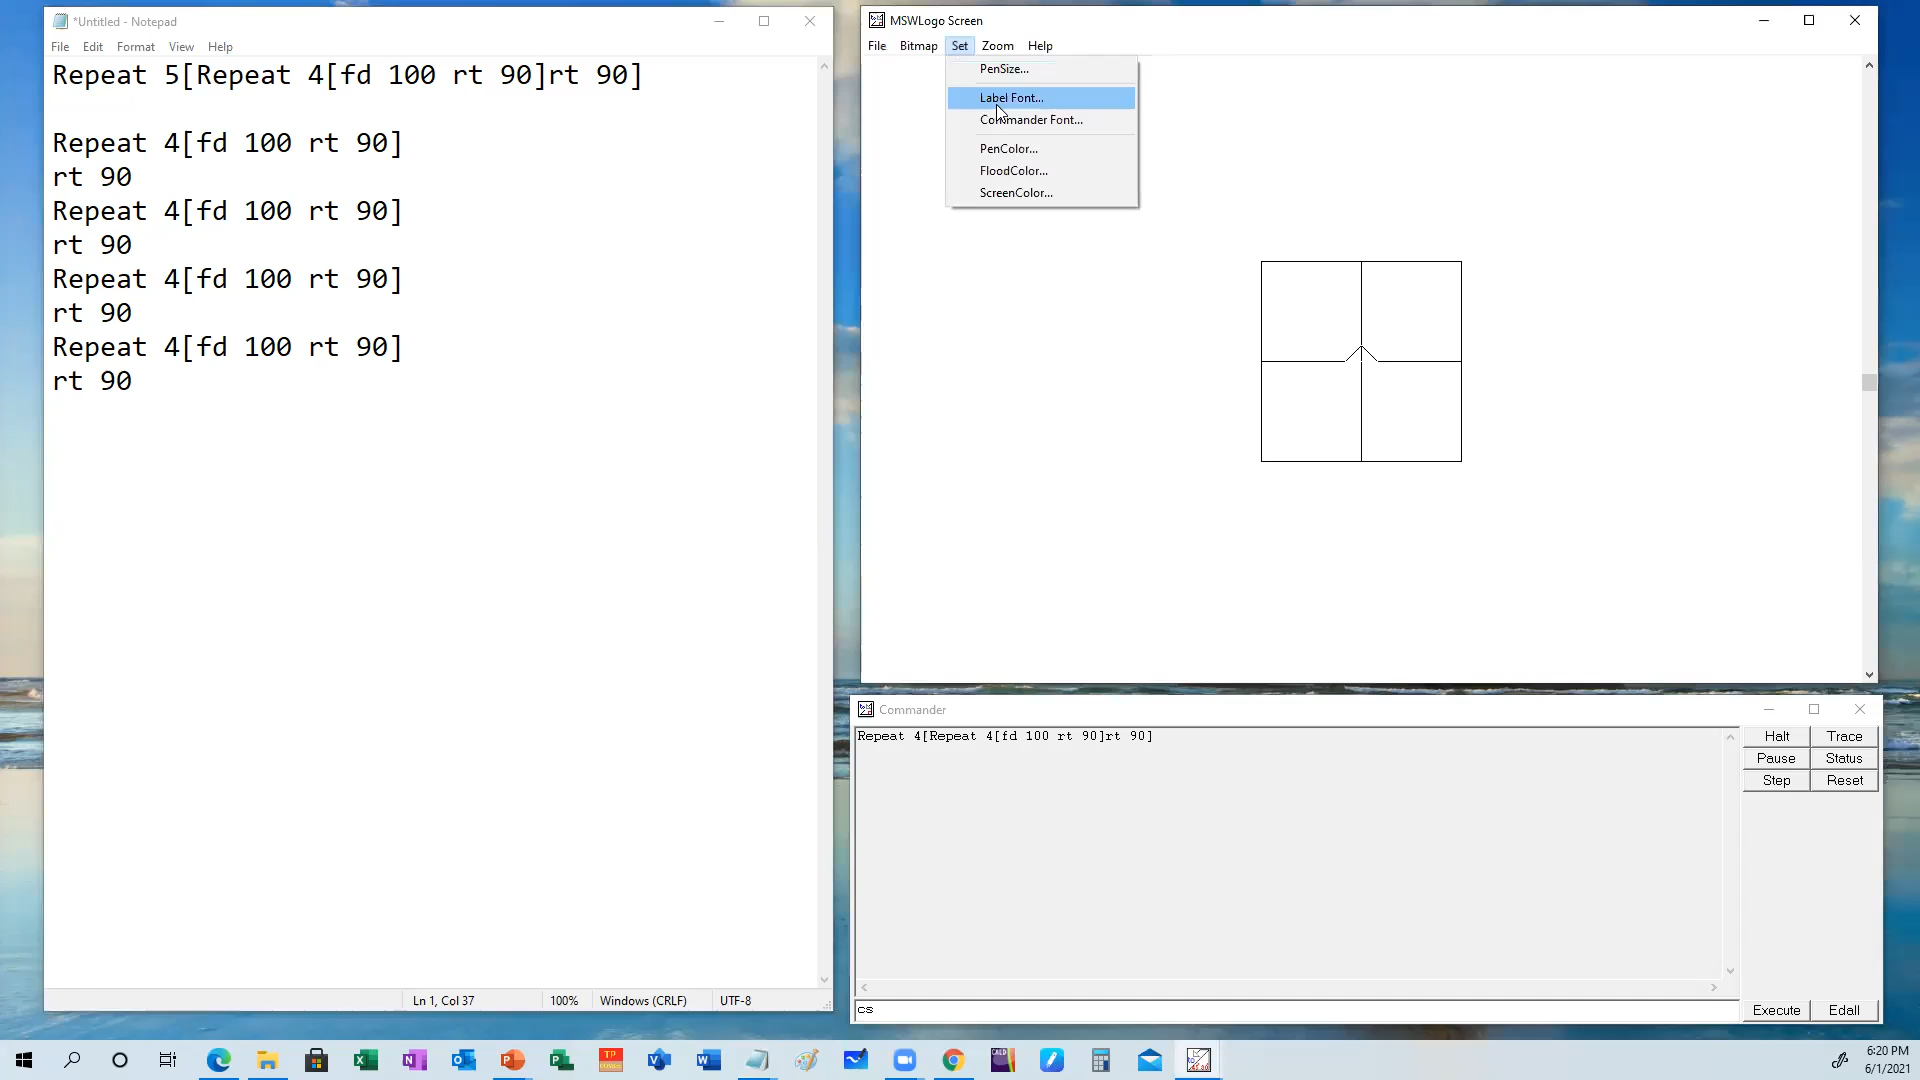 *Untitled - Notepad
File Edit Format View Help
Repeat 5[Repeat 4[fd 100 rt 90]rt 90]
Repeat 4[fd 100 rt 90]
rt 90
Repeat 4[fd 100 rt 90]
rt 90
Repeat 4[fd 100 rt 90]
rt 90
Repeat 4[fd 100 rt 90]
rt 90
Ln 1, Col 37 100% Windows (CRLF) UTF-8
MSWLogo Screen
File Bitmap Set Zoom Help
PenSize...
Label Font...
Commander Font...
PenColor...
FloodColor...
ScreenColor...
Commander
Repeat 4[Repeat 4[fd 100 rt 90]rt 90]
Halt Trace
Pause Status
Step Reset
cs
Execute Edall
6:20 PM
6/1/2021